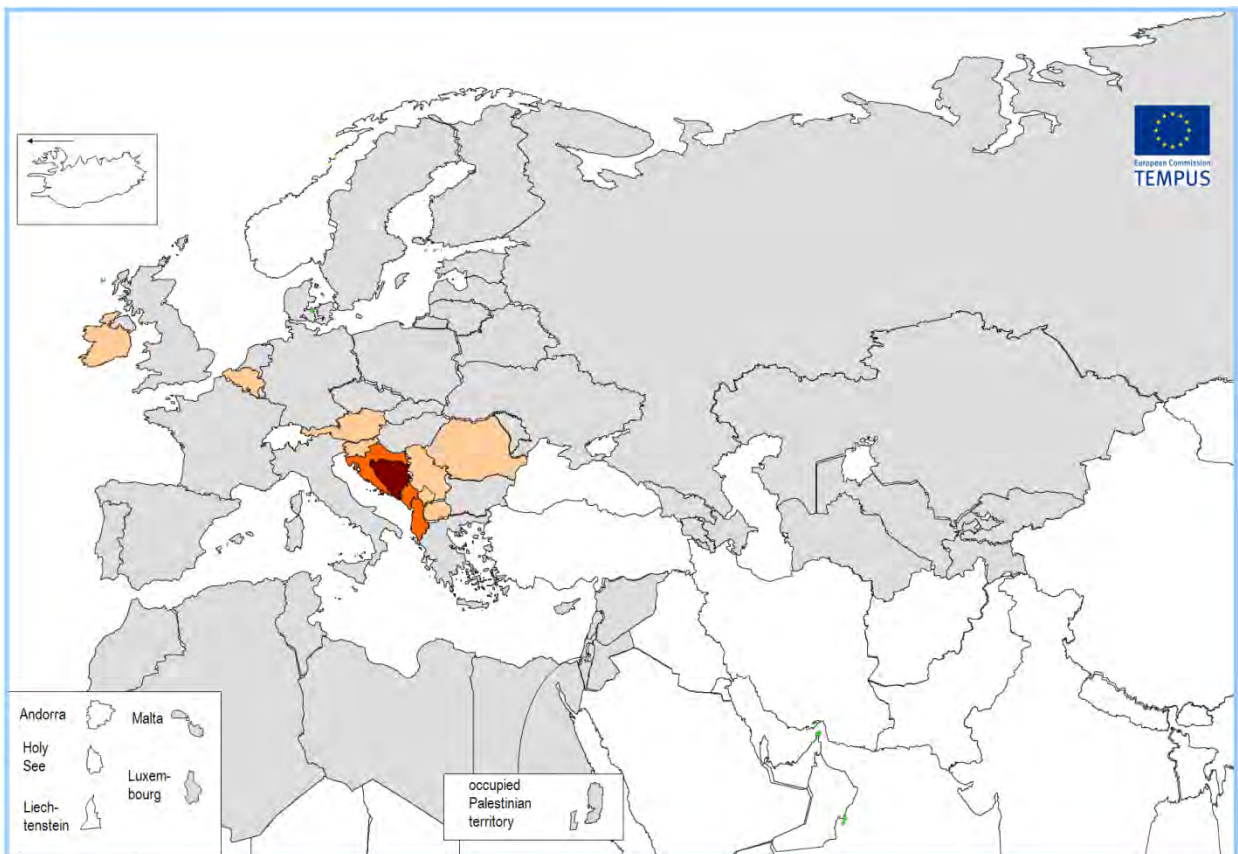 European Commission
TEMPUS
Andorra
Malta
Holy
See
Luxem-
bourg
Liech-
tenstein
occupied
Palestinian
territory